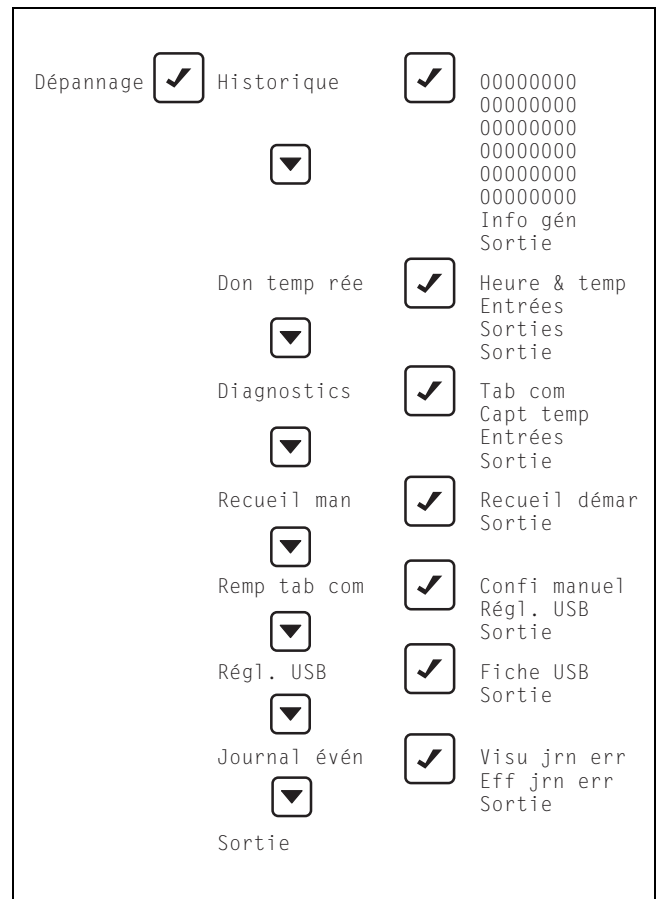 Dépannage Historique 00000000
00000000
00000000
00000000
00000000
00000000
Info gén
Sortie
Don temp rée Heure & temp
Entrées
Sorties
Sortie
Diagnostics Tab com
Capt temp
Entrées
Sortie
Recueil man Recueil démar
Sortie
Remp tab com Confi manuel
Régl. USB
Sortie
Régl. USB Fiche USB
Sortie
Journal évén Visu jrn err
Eff jrn err
Sortie
Sortie